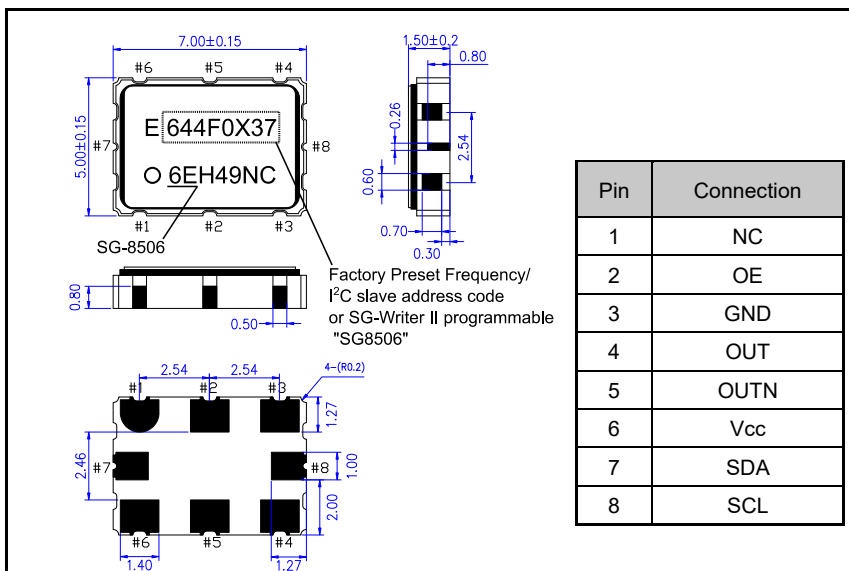 7.00±0.15
#6 #5 #4
5.00±0.15
#7
E 644F0X37
6EH49NC
#8
#1 #2 #3
SG-8506
1.50±0.2
0.80
0.26
2.54
0.60
0.70
0.30
Factory Preset Frequency/
I²C slave address code
or SG-Writer II programmable
"SG8506"
0.80
0.50
2.54 2.54
4-(R0.2)
#1 #2 #3
1.27
2.46
#7
#8
1.00
2.00
#6 #5 #4
1.40
1.27
Pin Connection
1 NC
2 OE
3 GND
4 OUT
5 OUTN
6 Vcc
7 SDA
8 SCL